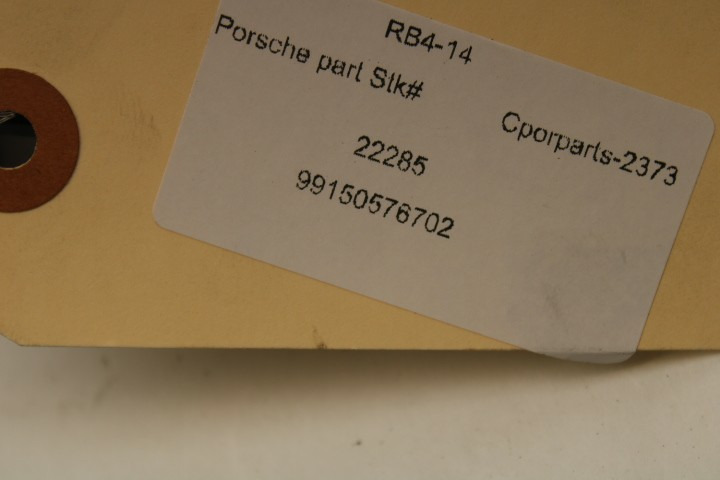 RB4-14
Porsche part Stk#
Cporparts-2373
22285
99150576702